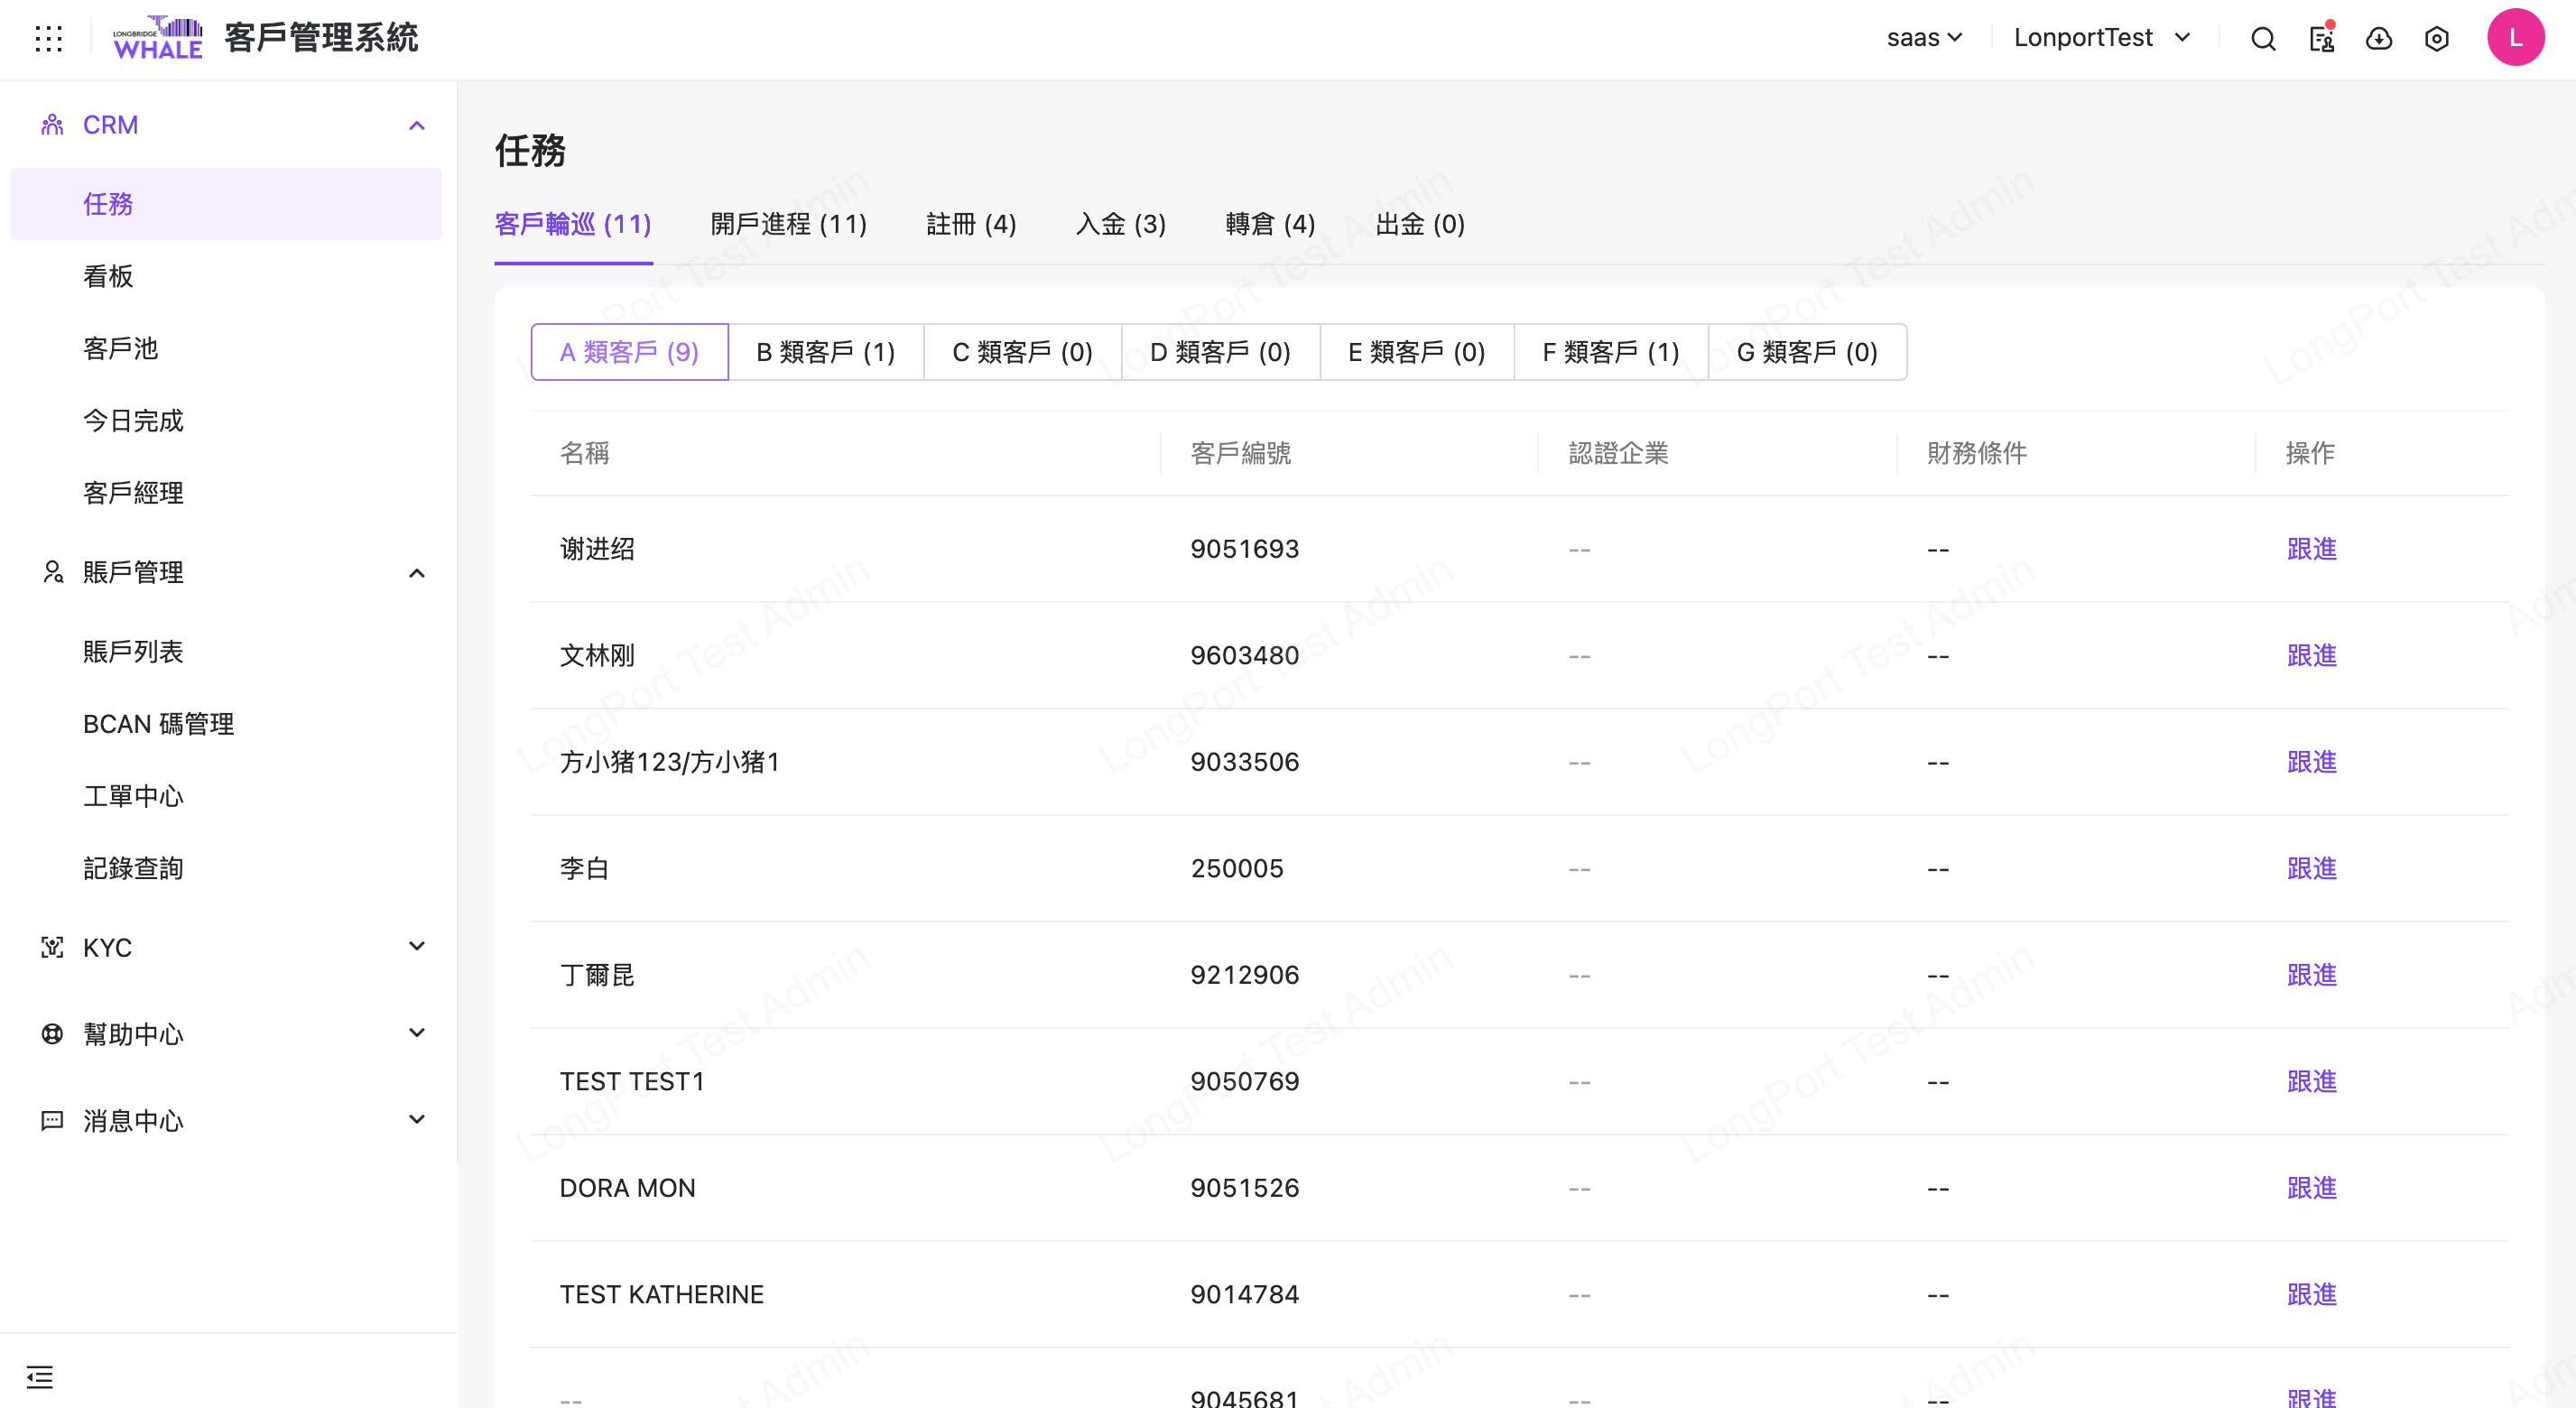 LONGBRIDGE
WHALE
客戶管理系統
saas
LonportTest
L
CRM
任務
看板
客戶池
今日完成
客戶經理
賬戶管理
賬戶列表
BCAN 碼管理
工單中心
記錄查詢
KYC
幫助中心
消息中心
任務
客戶輪巡 (11) 開戶進程 (11) 註冊 (4) 入金 (3) 轉倉 (4) 出金 (0)
A 類客戶 (9) B 類客戶 (1) C 類客戶 (0) D 類客戶 (0) E 類客戶 (0) F 類客戶 (1) G 類客戶 (0)
名稱 客戶編號 認證企業 財務條件 操作
谢进绍 9051693 -- -- 跟進
文林刚 9603480 -- -- 跟進
方小猪123/方小猪1 9033506 -- -- 跟進
李白 250005 -- -- 跟進
丁爾昆 9212906 -- -- 跟進
TEST TEST1 9050769 -- -- 跟進
DORA MON 9051526 -- -- 跟進
TEST KATHERINE 9014784 -- -- 跟進
-- 9045681 -- -- 跟進
LongPort Test Admin